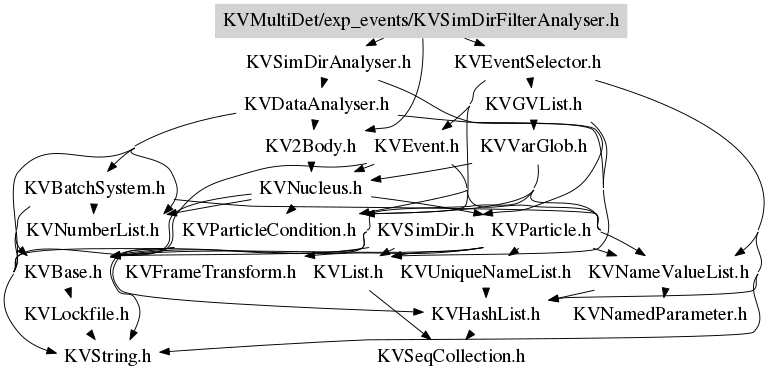 KVMultiDet/exp_events/KVSimDirFilterAnalyser.h
KVSimDirAnalyser.h
KVEventSelector.h
KVDataAnalyser.h
KVGVList.h
KV2Body.h
KVEvent.h
KVVarGlob.h
KVBatchSystem.h
KVNucleus.h
KVNumberList.h
KVParticleCondition.h
KVSimDir.h
KVParticle.h
KVBase.h
KVFrameTransform.h
KVList.h
KVUniqueNameList.h
KVNameValueList.h
KVLockfile.h
KVHashList.h
KVNamedParameter.h
KVString.h
KVSeqCollection.h